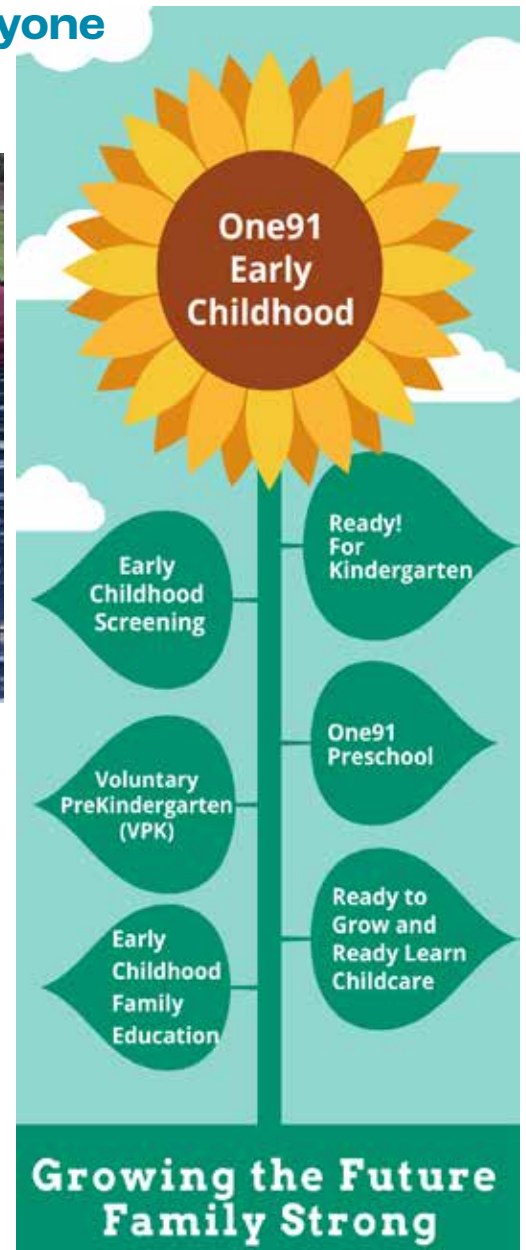 yone
One91
Early
Childhood
Ready!
For
Kindergarten
Early
Childhood
Screening
One91
Preschool
Voluntary
PreKindergarten
(VPK)
Ready to
Grow and
Ready Learn
Childcare
Early
Childhood
Family
Education
Growing the Future
Family Strong